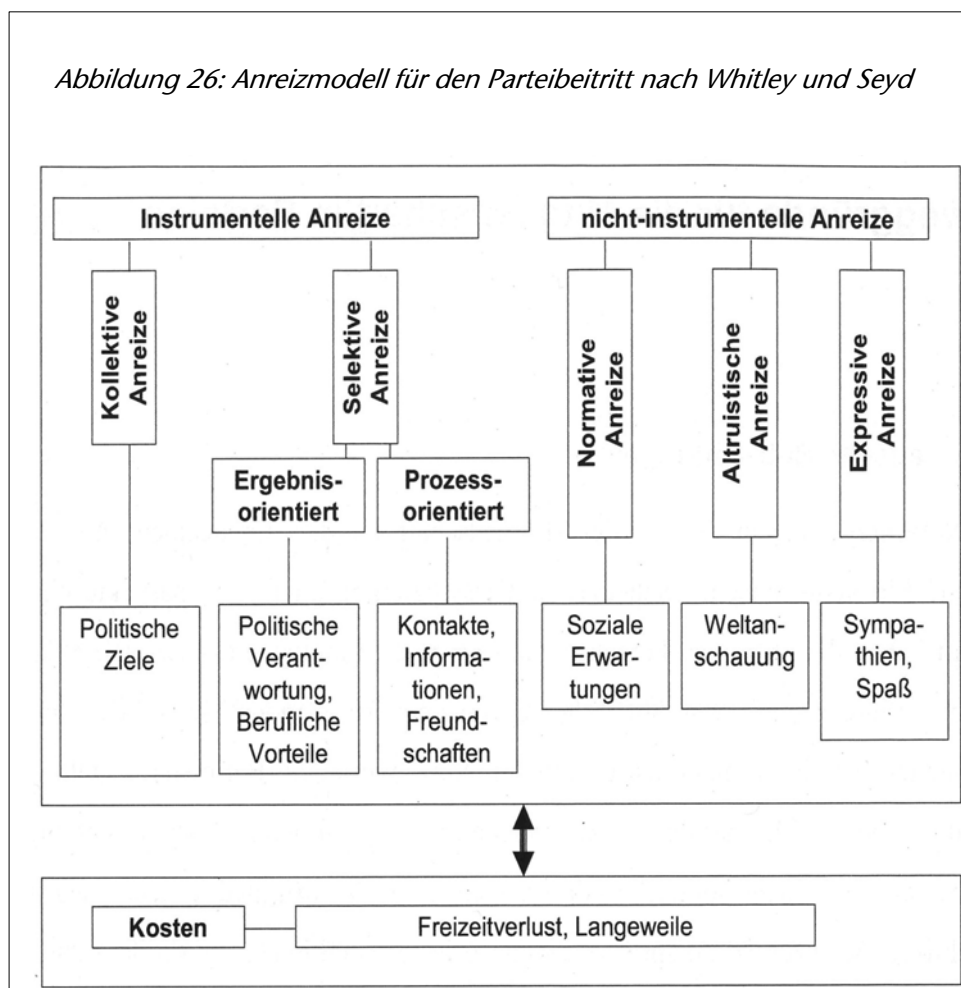 Abbildung 26: Anreizmodell für den Parteibeitritt nach Whitley und Seyd
Instrumentelle Anreize
nicht-instrumentelle Anreize
Kollektive
Anreize
Selektive
Anreize
Normative
Anreize
Altruistische
Anreize
Expressive
Anreize
Ergebnis-
orientiert
Prozess-
orientiert
Politische
Ziele
Politische
Verant-
wortung,
Berufliche
Vorteile
Kontakte,
Informa-
tionen,
Freund-
schaften
Soziale
Erwar-
tungen
Weltan-
schauung
Sympa-
thien,
Spaß
Kosten
Freizeitverlust, Langeweile